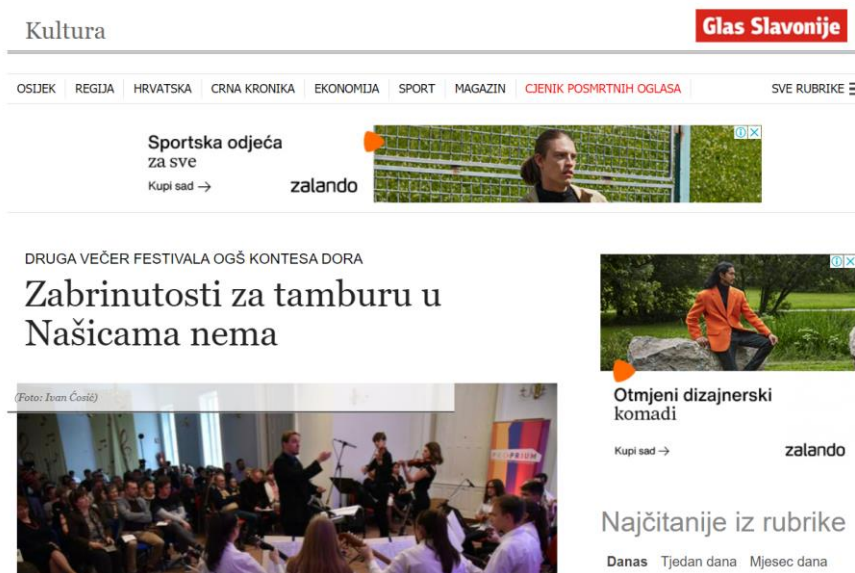 Kultura
Glas Slavonije
OSIJEK REGIJA HRVATSKA CRNA KRONIKA EKONOMIJA SPORT MAGAZIN CJENIK POSMRTNIH OGLASA SVE RUBRIKE
Sportska odjeća
za sve
Kupi sad →
zalando
DRUGA VEČER FESTIVALA OGŠ KONTESA DORA
Zabrinutosti za tamburu u
Našicama nema
(Foto: Ivan Ćosić)
PROPRIUM
Otmjeni dizajnerski
komadi
Kupi sad →
zalando
Najčitanije iz rubrike
Danas Tjedan dana Mjesec dana